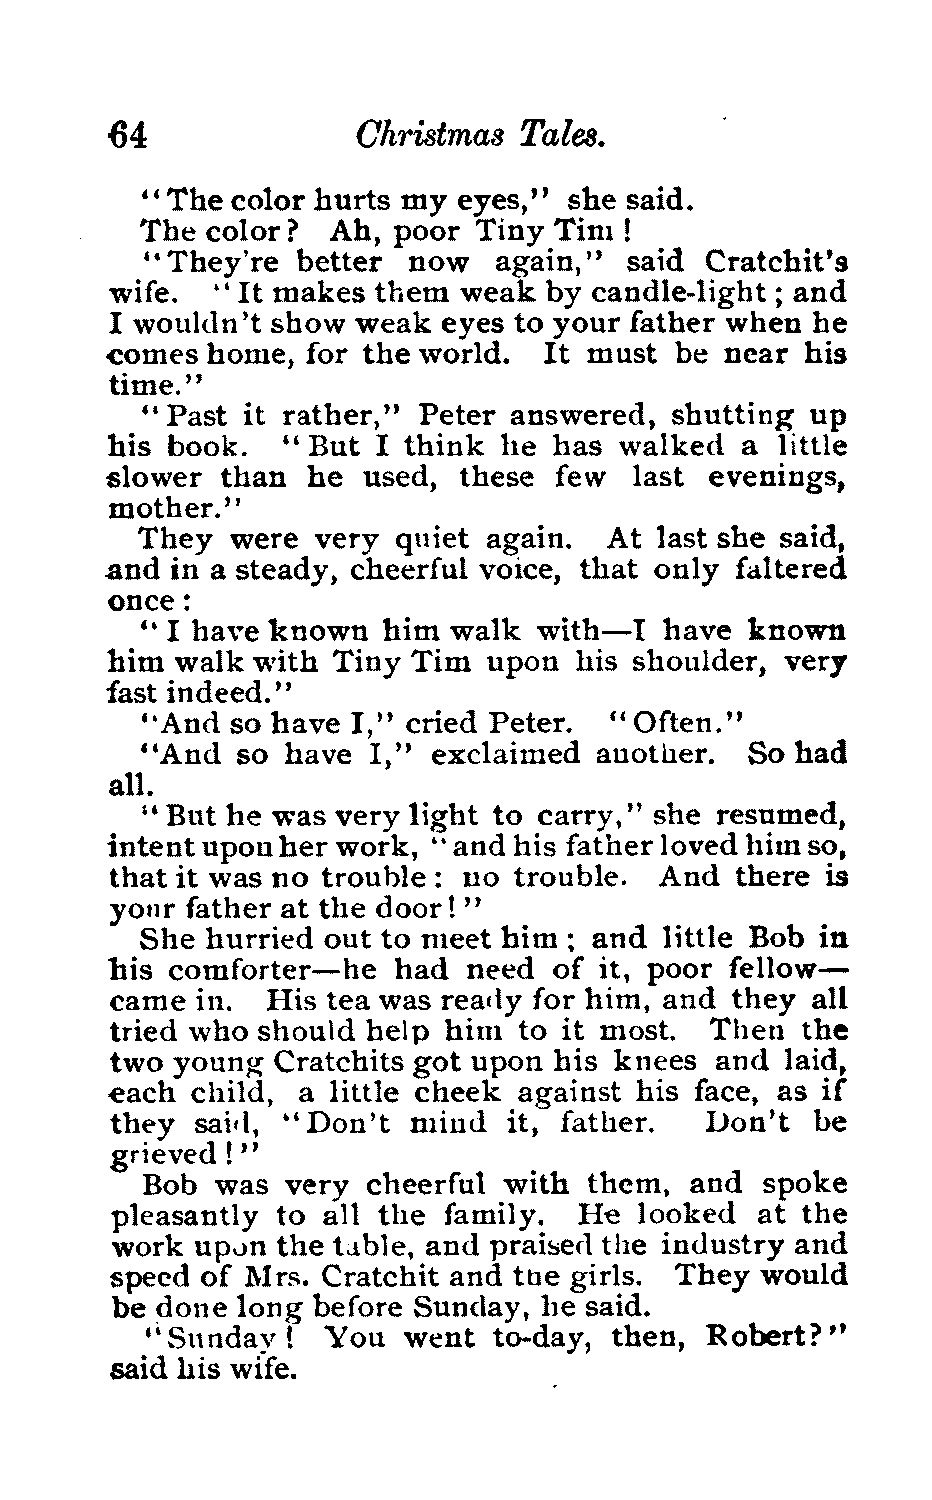 64 Christmas Tales.
"The color hurts my eyes," she said.
The color? Ah, poor Tiny Tim!
"They're better now again," said Cratchit's
wife. "It makes them weak by candle-light; and
I wouldn't show weak eyes to your father when he
comes home, for the world. It must be near his
time."
"Past it rather," Peter answered, shutting up
his book. "But I think he has walked a little
slower than he used, these few last evenings,
mother."
They were very quiet again. At last she said,
and in a steady, cheerful voice, that only faltered
once:
"I have known him walk with—I have known
him walk with Tiny Tim upon his shoulder, very
fast indeed."
"And so have I," cried Peter. "Often."
"And so have I," exclaimed another. So had
all.
"But he was very light to carry," she resumed,
intent upon her work, "and his father loved him so,
that it was no trouble: no trouble. And there is
your father at the door!"
She hurried out to meet him; and little Bob in
his comforter—he had need of it, poor fellow—
came in. His tea was ready for him, and they all
tried who should help him to it most. Then the
two young Cratchits got upon his knees and laid,
each child, a little cheek against his face, as if
they said, "Don't mind it, father. Don't be
grieved!"
Bob was very cheerful with them, and spoke
pleasantly to all the family. He looked at the
work upon the table, and praised the industry and
speed of Mrs. Cratchit and the girls. They would
be done long before Sunday, he said.
"Sunday! You went to-day, then, Robert?"
said his wife.